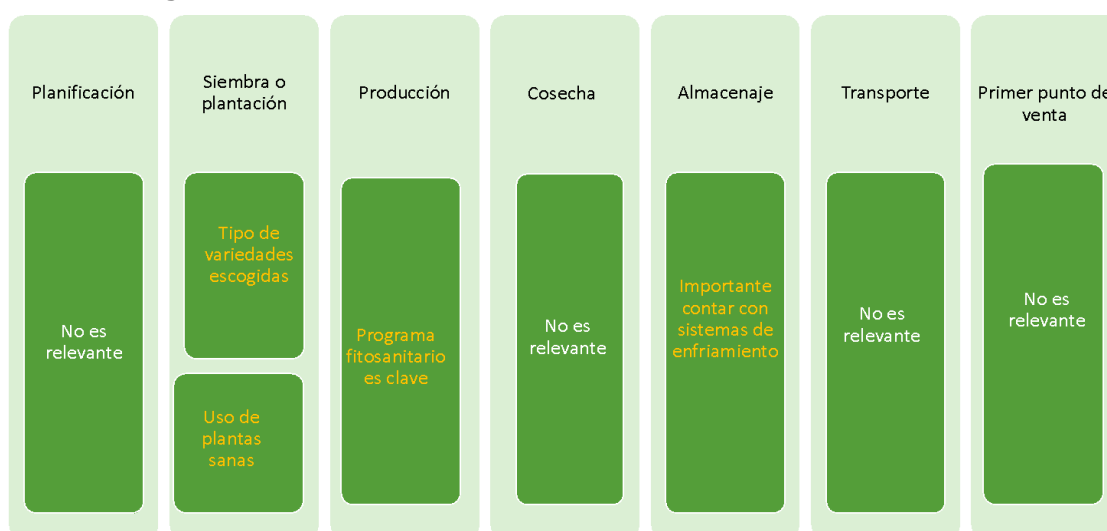 Planificación
Siembra o
plantación
Producción
Cosecha
Almacenaje
Transporte
Primer punto de
venta
No es
relevante
Tipo de
variedades
escogidas
Uso de
plantas
sanas
Programa
fitosanitario
es clave
No es
relevante
Importante
contar con
sistemas de
enfriamiento
No es
relevante
No es
relevante